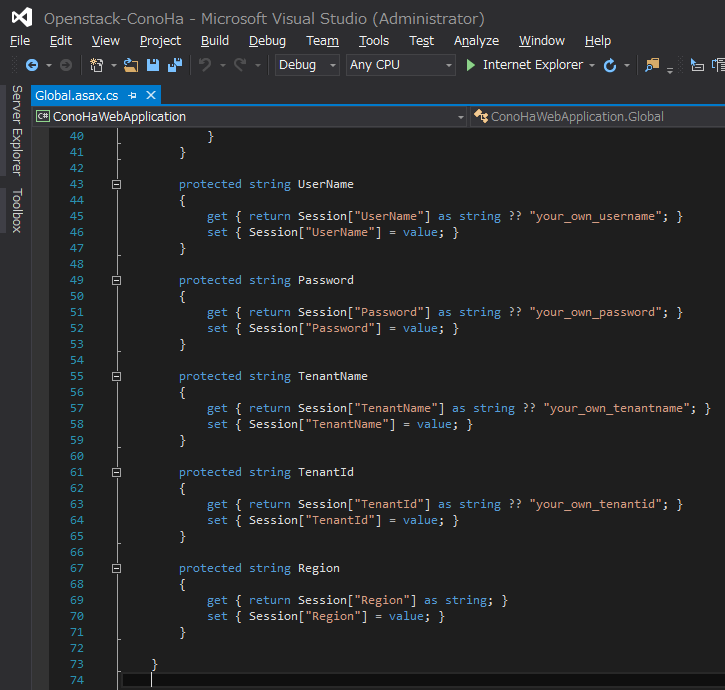 Openstack-ConoHa - Microsoft Visual Studio (Administrator)
File Edit View Project Build Debug Team Tools Test Analyze Window Help
Debug Any CPU Internet Explorer
Server Explorer
Toolbox
Global.asax.cs
C# ConoHaWebApplication ConoHaWebApplication.Global
40 }
41 }
42
43 protected string UserName
44 {
45 get { return Session["UserName"] as string ?? "your_own_username"; }
46 set { Session["UserName"] = value; }
47 }
48
49 protected string Password
50 {
51 get { return Session["Password"] as string ?? "your_own_password"; }
52 set { Session["Password"] = value; }
53 }
54
55 protected string TenantName
56 {
57 get { return Session["TenantName"] as string ?? "your_own_tenantname"; }
58 set { Session["TenantName"] = value; }
59 }
60
61 protected string TenantId
62 {
63 get { return Session["TenantId"] as string ?? "your_own_tenantid"; }
64 set { Session["TenantId"] = value; }
65 }
66
67 protected string Region
68 {
69 get { return Session["Region"] as string; }
70 set { Session["Region"] = value; }
71 }
72
73 }
74